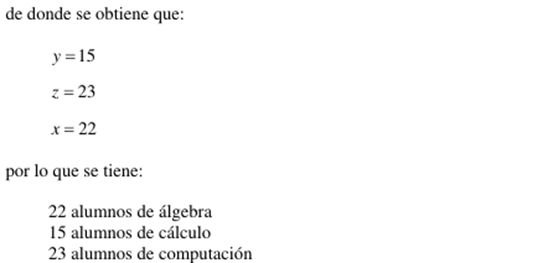 de donde se obtiene que:
y = 15
z = 23
x = 22
por lo que se tiene:
22 alumnos de álgebra
15 alumnos de cálculo
23 alumnos de computación